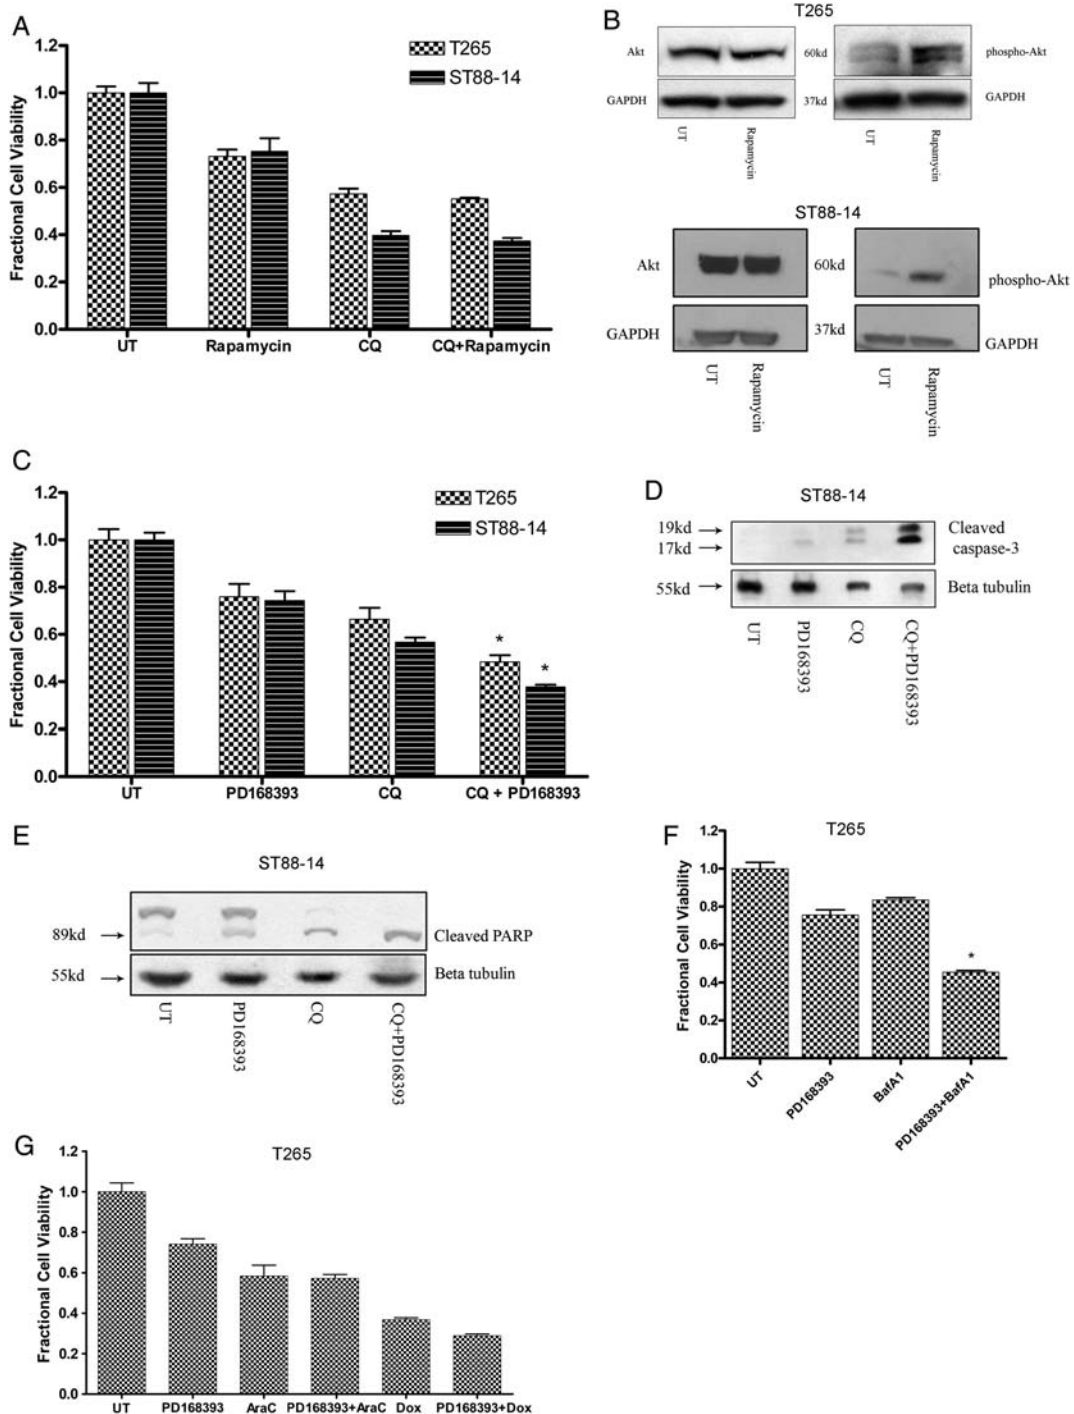 A
1.2
1.0
0.8
0.6
0.4
0.2
0.0
Fractional Cell Viability
T265
ST88-14
UT Rapamycin CQ CQ+Rapamycin
B
T265
Akt 60kd phospho-Akt
GAPDH 37kd GAPDH
UT Rapamycin UT Rapamycin
ST88-14
Akt 60kd phospho-Akt
GAPDH 37kd GAPDH
UT Rapamycin UT Rapamycin
C
1.2
1.0
0.8
0.6
0.4
0.2
0.0
Fractional Cell Viability
T265
ST88-14
* *
UT PD168393 CQ CQ + PD168393
D
ST88-14
19kd Cleaved
17kd caspase-3
55kd Beta tubulin
UT PD168393 CQ CQ+PD168393
E
ST88-14
89kd Cleaved PARP
55kd Beta tubulin
UT PD168393 CQ CQ+PD168393
F
T265
1.2
1.0
0.8
0.6
0.4
0.2
0.0
Fractional Cell Viability
*
UT PD168393 BafA1 PD168393+BafA1
G
T265
1.2
1.0
0.8
0.6
0.4
0.2
0.0
Fractional Cell Viability
UT PD168393 AraC PD168393+AraC Dox PD168393+Dox